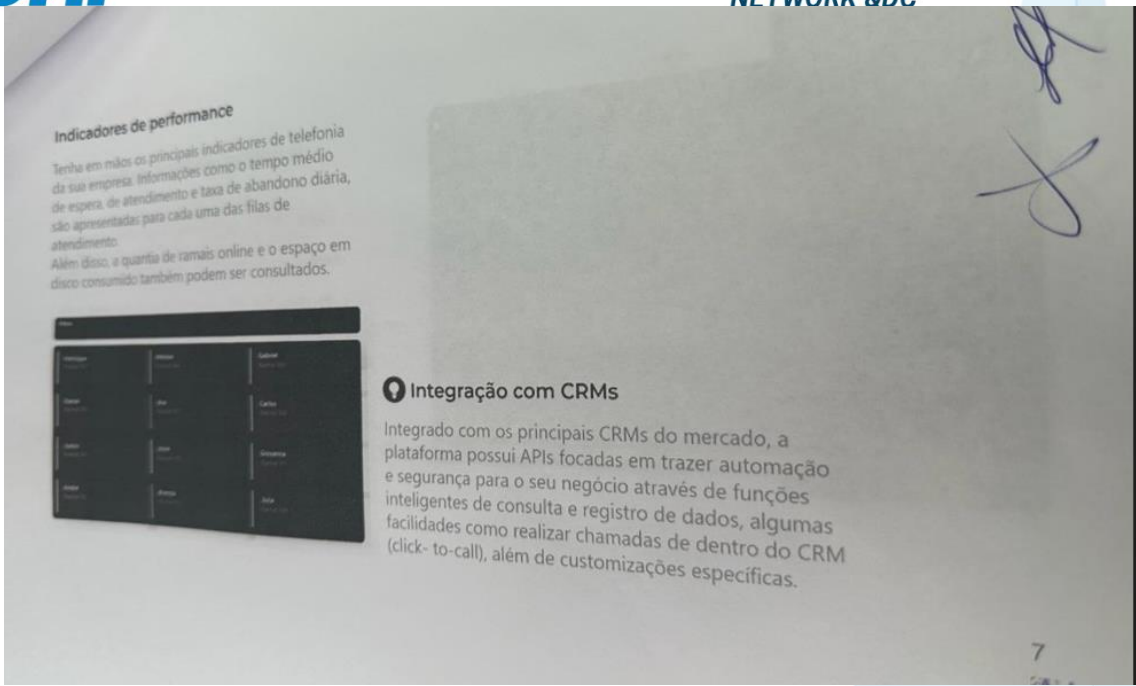 NETWORK &DC
Indicadores de performance
Tenha em mãos os principais indicadores de telefonia
da sua empresa. Informações como o tempo médio
de espera, de atendimento e taxa de abandono diária,
são apresentadas para cada uma das filas de
atendimento.
Além disso, a quantia de ramais online e o espaço em
disco consumido também podem ser consultados.
Gabriel
Carlos
Giovanna
Julia
Integração com CRMs
Integrado com os principais CRMs do mercado, a
plataforma possui APIs focadas em trazer automação
e segurança para o seu negócio através de funções
inteligentes de consulta e registro de dados, algumas
facilidades como realizar chamadas de dentro do CRM
(click- to-call), além de customizações específicas.
7